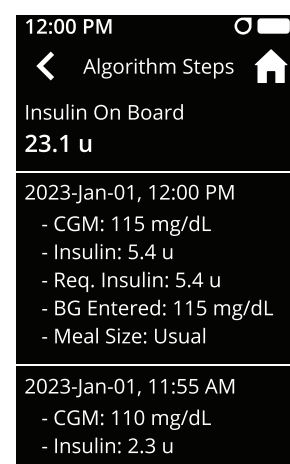 12:00 PM
Algorithm Steps
Insulin On Board
23.1 u
2023-Jan-01, 12:00 PM
- CGM: 115 mg/dL
- Insulin: 5.4 u
- Req. Insulin: 5.4 u
- BG Entered: 115 mg/dL
- Meal Size: Usual
2023-Jan-01, 11:55 AM
- CGM: 110 mg/dL
- Insulin: 2.3 u